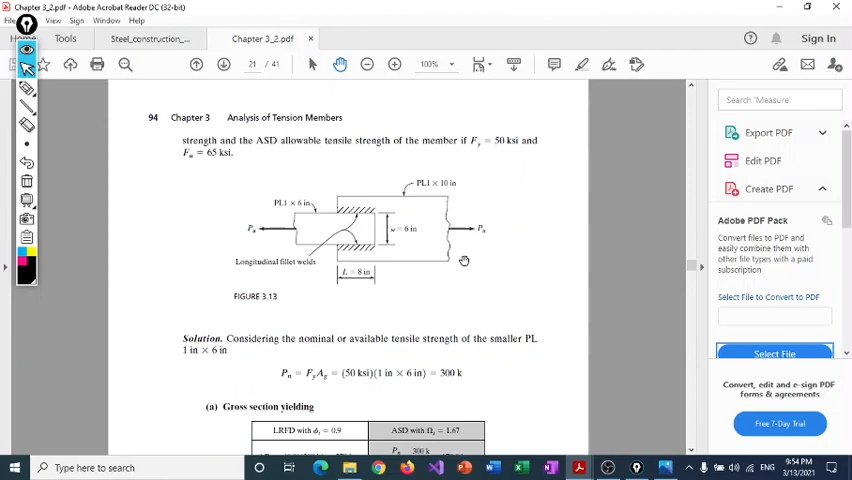 Chapter 3_2.pdf - Adobe Acrobat Reader DC (32-bit)
View Sign Window Help
Tools
Steel_construction_...
Chapter 3_2.pdf ×
Sign In
21 / 41
100%
94 Chapter 3 Analysis of Tension Members
strength and the ASD allowable tensile strength of the member if Fy = 50 ksi and
Fu = 65 ksi.
PL1 × 10 in
PL1 × 6 in
Pu
w = 6 in
Pu
Longitudinal fillet welds
L = 8 in
FIGURE 3.13
Solution. Considering the nominal or available tensile strength of the smaller PL
1 in × 6 in
Pn = FyAg = (50 ksi)(1 in × 6 in) = 300 k
(a) Gross section yielding
LRFD with ϕt = 0.9
ASD with Ωt = 1.67
Pn 300 k
Search 'Measure'
Export PDF
Edit PDF
Create PDF
Adobe PDF Pack
Convert files to PDF and
easily combine them with
other file types with a paid
subscription
Select File to Convert to PDF
Select File
Convert, edit and e-sign PDF
forms & agreements
Free 7-Day Trial
Type here to search
ENG
9:54 PM
3/13/2021